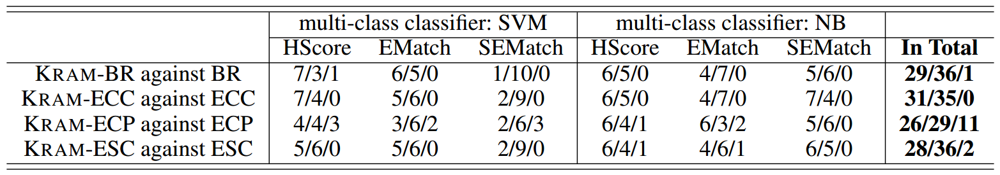 multi-class classifier: SVM multi-class classifier: NB
HScore EMatch SEMatch HScore EMatch SEMatch In Total
KRAM-BR against BR 7/3/1 6/5/0 1/10/0 6/5/0 4/7/0 5/6/0 29/36/1
KRAM-ECC against ECC 7/4/0 5/6/0 2/9/0 6/5/0 4/7/0 7/4/0 31/35/0
KRAM-ECP against ECP 4/4/3 3/6/2 2/6/3 6/4/1 6/3/2 5/6/0 26/29/11
KRAM-ESC against ESC 5/6/0 5/6/0 2/9/0 6/4/1 4/6/1 6/5/0 28/36/2